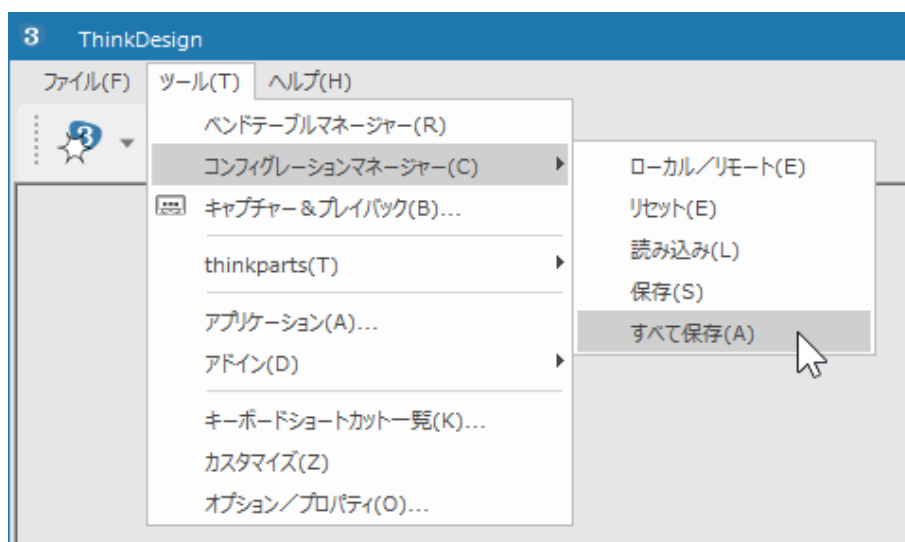 3 ThinkDesign
ファイル(F) ツール(T) ヘルプ(H)
3
ベンドテーブルマネージャー(R)
コンフィグレーションマネージャー(C)
キャプチャー＆プレイバック(B)...
thinkparts(T)
アプリケーション(A)...
アドイン(D)
キーボードショートカット一覧(K)...
カスタマイズ(Z)
オプション／プロパティ(O)...
ローカル／リモート(E)
リセット(E)
読み込み(L)
保存(S)
すべて保存(A)